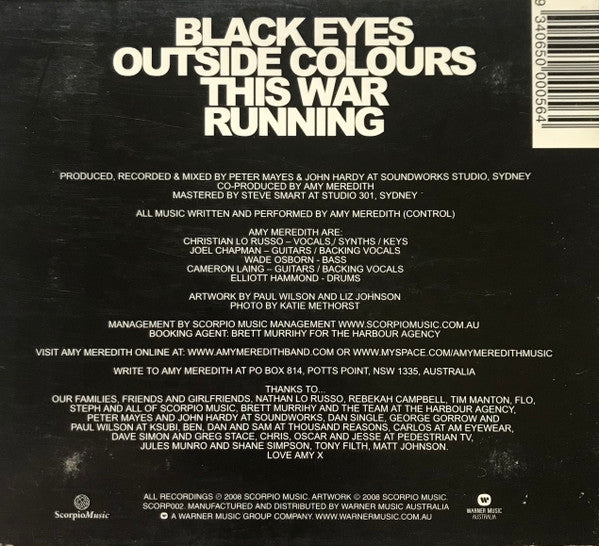 BLACK EYES
OUTSIDE COLOURS
THIS WAR
RUNNING
9 340650 000564
PRODUCED, RECORDED & MIXED BY PETER MAYES & JOHN HARDY AT SOUNDWORKS STUDIO, SYDNEY
CO-PRODUCED BY AMY MEREDITH
MASTERED BY STEVE SMART AT STUDIO 301, SYDNEY
ALL MUSIC WRITTEN AND PERFORMED BY AMY MEREDITH (CONTROL)
AMY MEREDITH ARE:
CHRISTIAN LO RUSSO – VOCALS,/ SYNTHS / KEYS
JOEL CHAPMAN – GUITARS / BACKING VOCALS
WADE OSBORN - BASS
CAMERON LAING – GUITARS / BACKING VOCALS
ELLIOTT HAMMOND - DRUMS
ARTWORK BY PAUL WILSON AND LIZ JOHNSON
PHOTO BY KATIE METHORST
MANAGEMENT BY SCORPIO MUSIC MANAGEMENT WWW.SCORPIOMUSIC.COM.AU
BOOKING AGENT: BRETT MURRIHY FOR THE HARBOUR AGENCY
VISIT AMY MEREDITH ONLINE AT: WWW.AMYMEREDITHBAND.COM OR WWW.MYSPACE.COM/AMYMEREDITHMUSIC
WRITE TO AMY MEREDITH AT PO BOX 814, POTTS POINT, NSW 1335, AUSTRALIA
THANKS TO...
OUR FAMILIES, FRIENDS AND GIRLFRIENDS, NATHAN LO RUSSO, REBEKAH CAMPBELL, TIM MANTON, FLO,
STEPH AND ALL OF SCORPIO MUSIC, BRETT MURRIHY AND THE TEAM AT THE HARBOUR AGENCY,
PETER MAYES AND JOHN HARDY AT SOUNDWORKS, DAN SINGLE, GEORGE GORROW AND
PAUL WILSON AT KSUBI, BEN, DAN AND SAM AT THOUSAND REASONS, CARLOS AT AM EYEWEAR,
DAVE SIMON AND GREG STACE, CHRIS, OSCAR AND JESSE AT PEDESTRIAN TV,
JULES MUNRO AND SHANE SIMPSON, TONY FILTH, MATT JOHNSON.
LOVE AMY X
ScorpioMusic
ALL RECORDINGS ℗ 2008 SCORPIO MUSIC. ARTWORK © 2008 SCORPIO MUSIC.
SCORP002. MANUFACTURED AND DISTRIBUTED BY WARNER MUSIC AUSTRALIA
A WARNER MUSIC GROUP COMPANY. WWW.WARNERMUSIC.COM.AU
WARNER MUSIC
AUSTRALIA